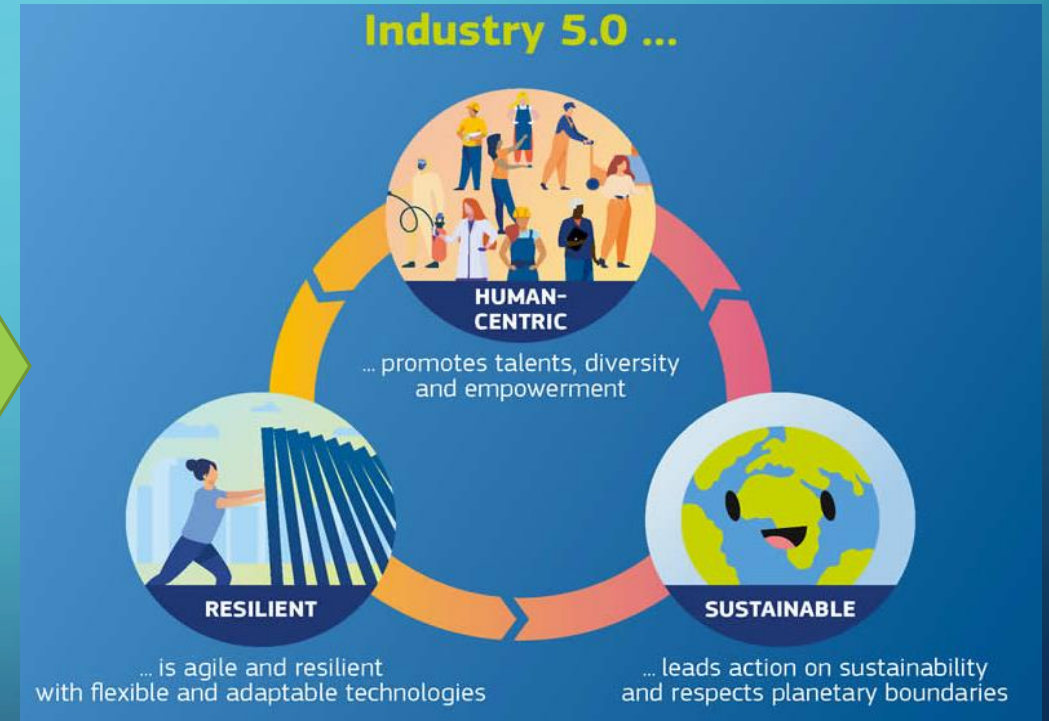 Industry 5.0 ...
HUMAN-
CENTRIC
... promotes talents, diversity
and empowerment
RESILIENT
... is agile and resilient
with flexible and adaptable technologies
SUSTAINABLE
... leads action on sustainability
and respects planetary boundaries